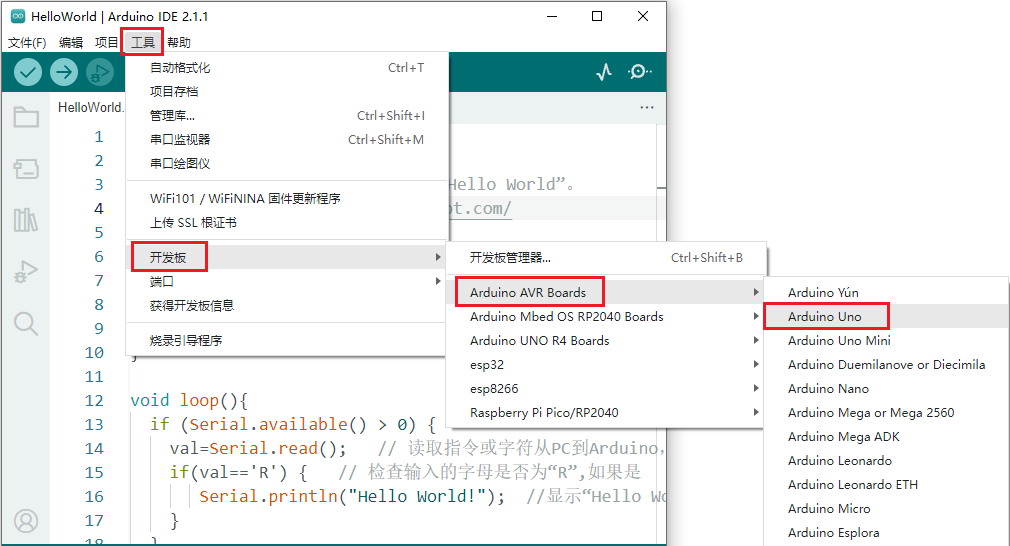 HelloWorld | Arduino IDE 2.1.1
文件(F) 编辑 项目 工具 帮助
自动格式化 Ctrl+T
项目存档
管理库... Ctrl+Shift+I
串口监视器 Ctrl+Shift+M
串口绘图仪
WiFi101 / WiFiNINA 固件更新程序
上传 SSL 根证书
开发板
端口
获得开发板信息
烧录引导程序
开发板管理器... Ctrl+Shift+B
Arduino AVR Boards
Arduino Mbed OS RP2040 Boards
Arduino UNO R4 Boards
esp32
esp8266
Raspberry Pi Pico/RP2040
Arduino Yún
Arduino Uno
Arduino Uno Mini
Arduino Duemilanove or Diecimila
Arduino Nano
Arduino Mega or Mega 2560
Arduino Mega ADK
Arduino Leonardo
Arduino Leonardo ETH
Arduino Micro
Arduino Esplora
HelloWorld. ...
1
2
3 Hello World”。
4 ot.com/
5
6
7
8
9
10 }
11
12 void loop(){
13 if (Serial.available() > 0) {
14 val=Serial.read(); // 读取指令或字符从PC到Arduino,
15 if(val=='R') { // 检查输入的字母是否为“R”,如果是
16 Serial.println("Hello World!"); //显示“Hello Wo
17 }
18 }